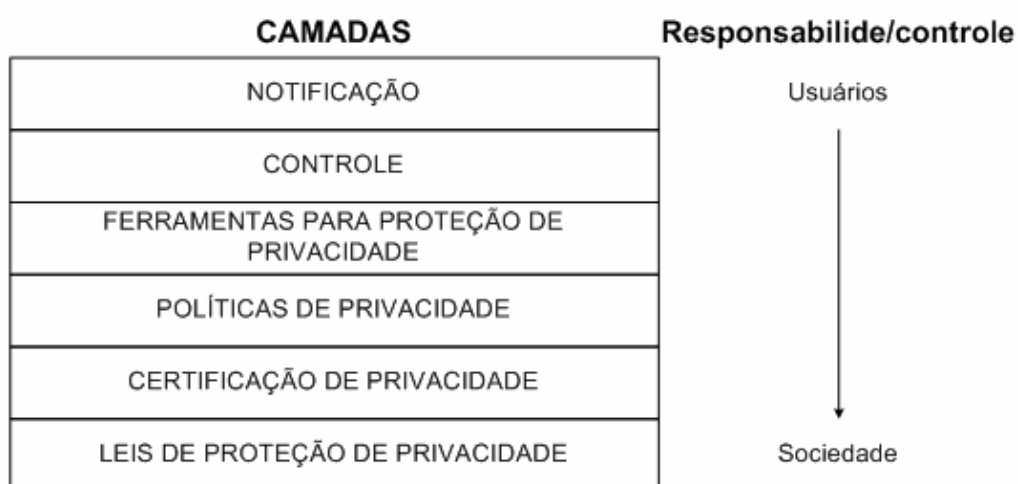 CAMADAS Responsabilide/controle
NOTIFICAÇÃO Usuários
CONTROLE
FERRAMENTAS PARA PROTEÇÃO DE
PRIVACIDADE
POLÍTICAS DE PRIVACIDADE
CERTIFICAÇÃO DE PRIVACIDADE
LEIS DE PROTEÇÃO DE PRIVACIDADE Sociedade